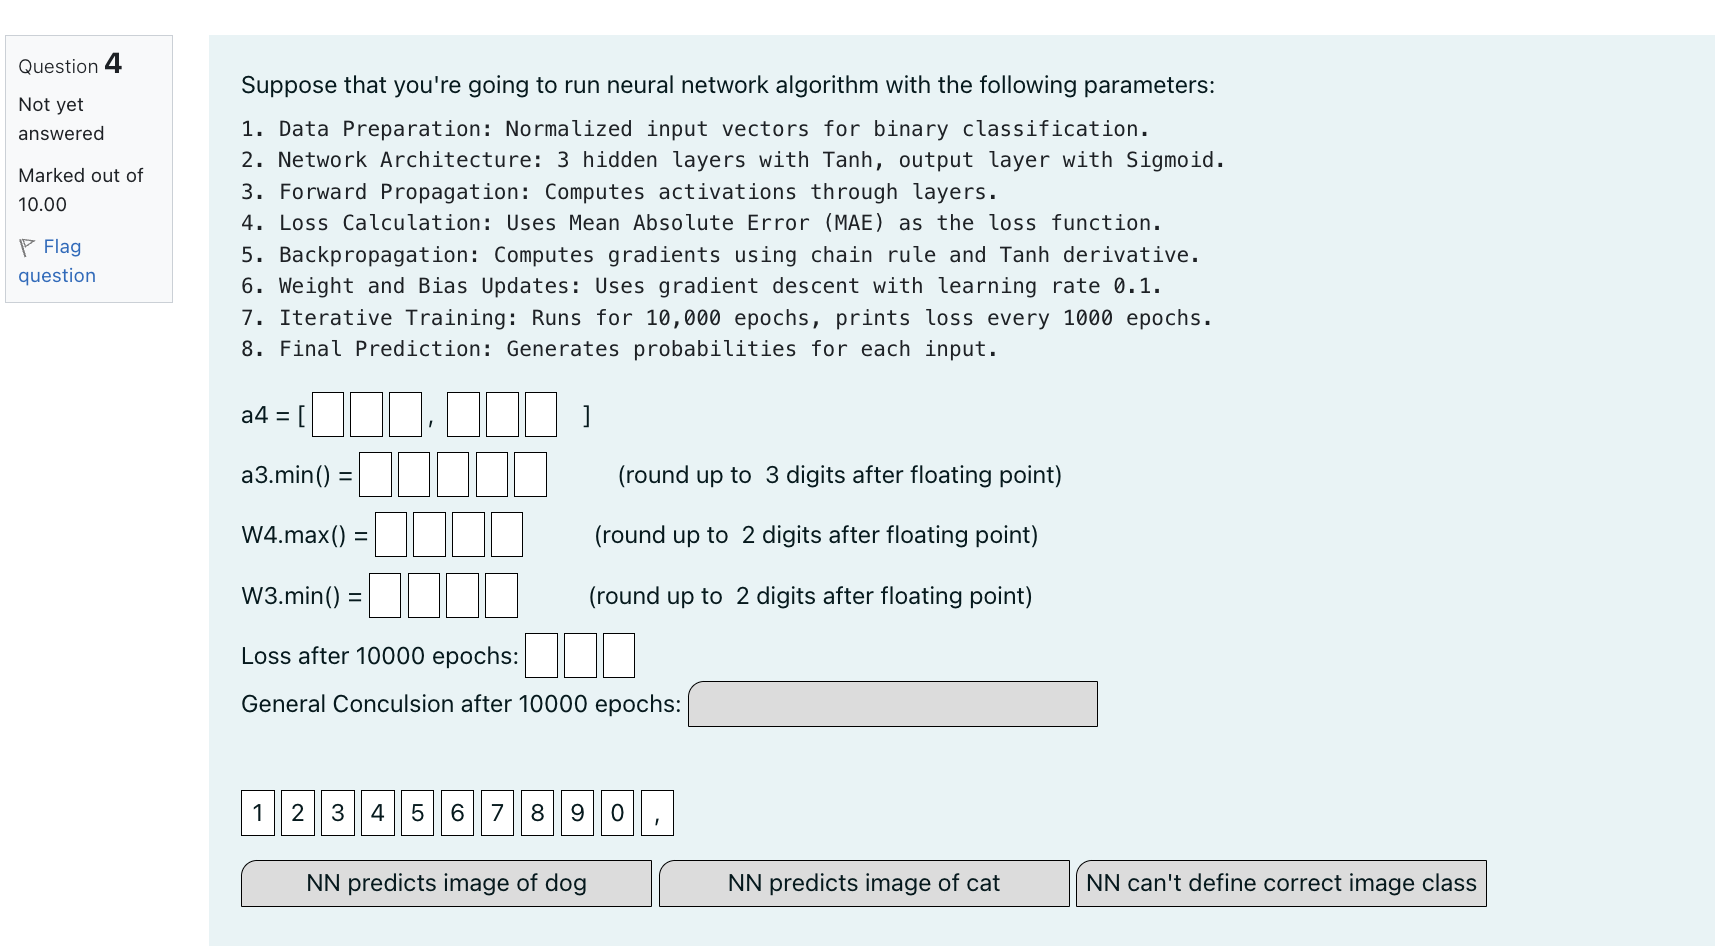 Question 4
Not yet
answered
Marked out of
10.00
Flag
question
Suppose that you're going to run neural network algorithm with the following parameters:
1. Data Preparation: Normalized input vectors for binary classification.
2. Network Architecture: 3 hidden layers with Tanh, output layer with Sigmoid.
3. Forward Propagation: Computes activations through layers.
4. Loss Calculation: Uses Mean Absolute Error (MAE) as the loss function.
5. Backpropagation: Computes gradients using chain rule and Tanh derivative.
6. Weight and Bias Updates: Uses gradient descent with learning rate 0.1.
7. Iterative Training: Runs for 10,000 epochs, prints loss every 1000 epochs.
8. Final Prediction: Generates probabilities for each input.
a4 = [ , ]
a3.min() = (round up to 3 digits after floating point)
W4.max() = (round up to 2 digits after floating point)
W3.min() = (round up to 2 digits after floating point)
Loss after 10000 epochs:
General Conculsion after 10000 epochs:
1 2 3 4 5 6 7 8 9 0 ,
NN predicts image of dog NN predicts image of cat NN can't define correct image class